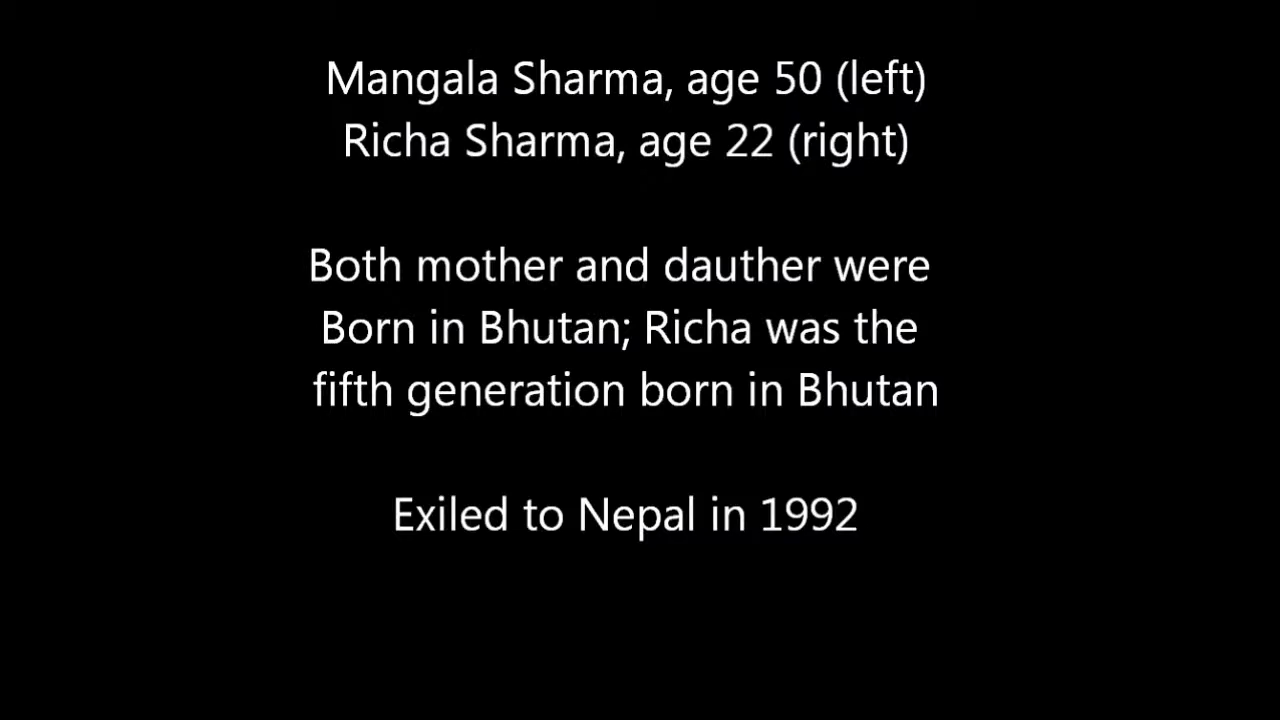 Mangala Sharma, age 50 (left)
Richa Sharma, age 22 (right)
Both mother and dauther were
Born in Bhutan; Richa was the
fifth generation born in Bhutan
Exiled to Nepal in 1992